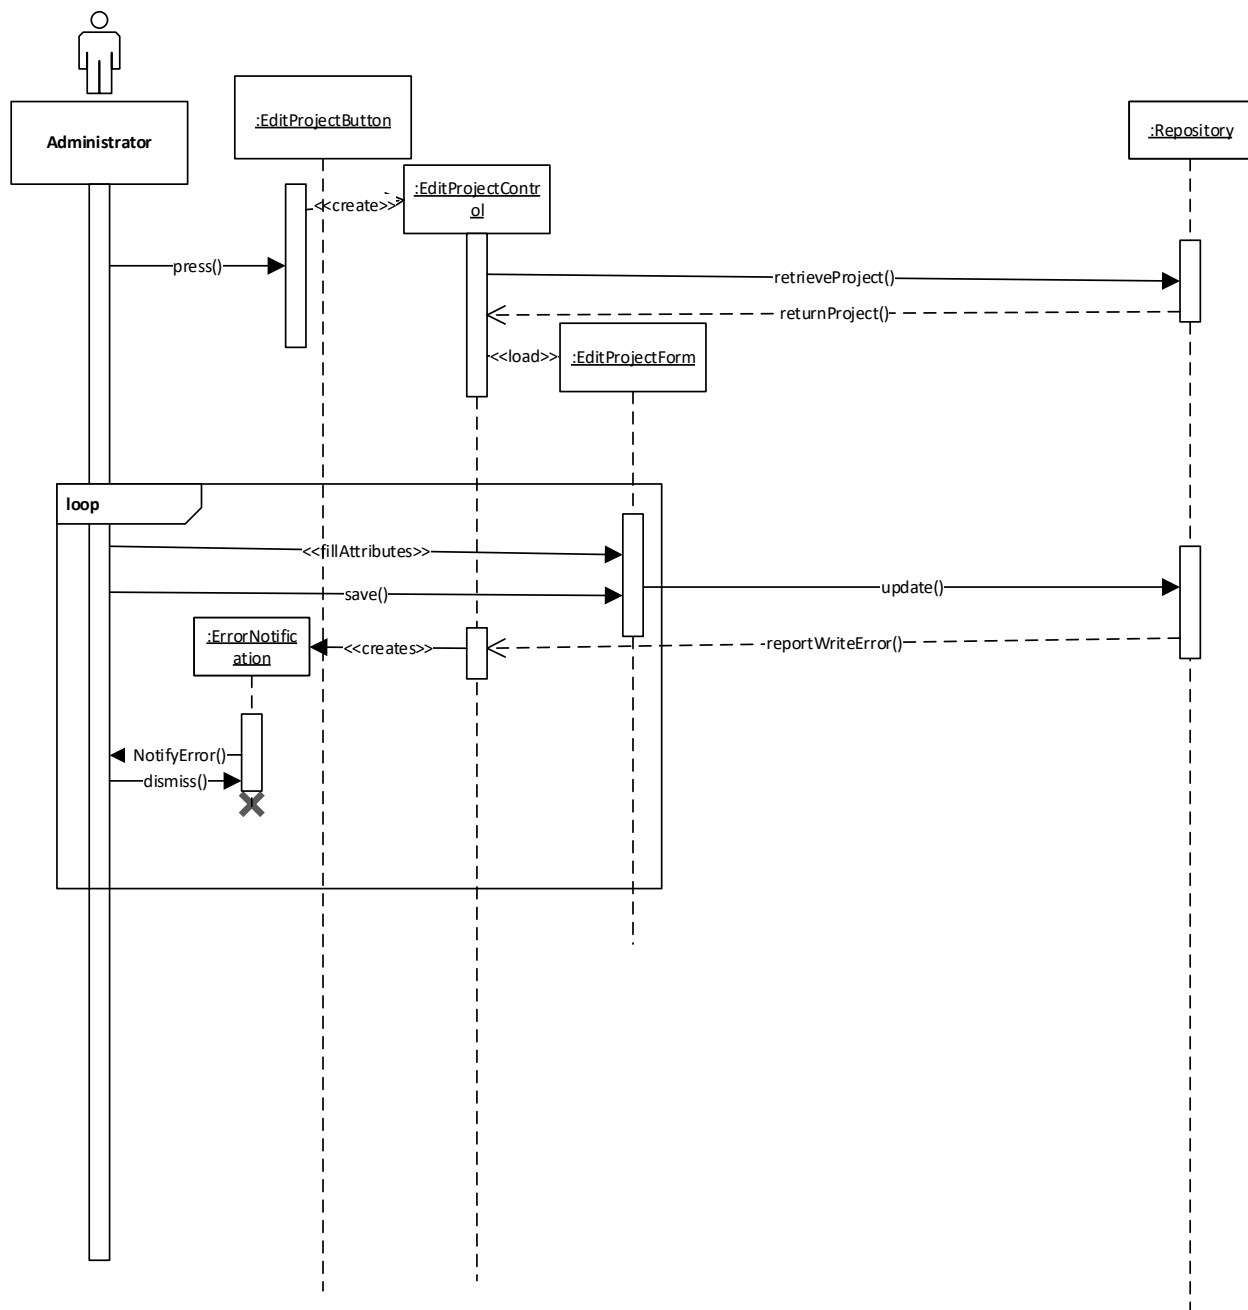 Administrator
:EditProjectButton
:EditProjectContr
ol
:Repository
<<create>>
press()
retrieveProject()
returnProject()
<<load>>
:EditProjectForm
loop
<<fillAttributes>>
save()
update()
:ErrorNotific
ation
<<creates>>
reportWriteError()
NotifyError()
dismiss()